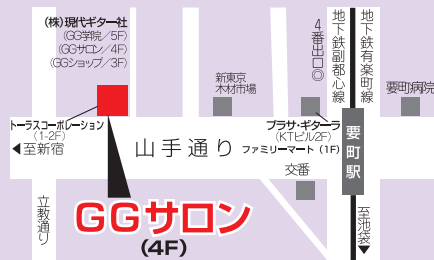 (株)現代ギター社
(GG学院/5F)
(GGサロン/4F)
(GGショップ/3F)
トーラスコーポレーション
(1-2F)
◀至新宿
山手通り
新東京
木材市場
4番出口◎
地下鉄副都心線
地下鉄有楽町線
要町病院
プラサ・ギターラ
(KTビル2F)
ファミリーマート(1F)
要町駅
交番
立教通り
至池袋▼
GGサロン
(4F)